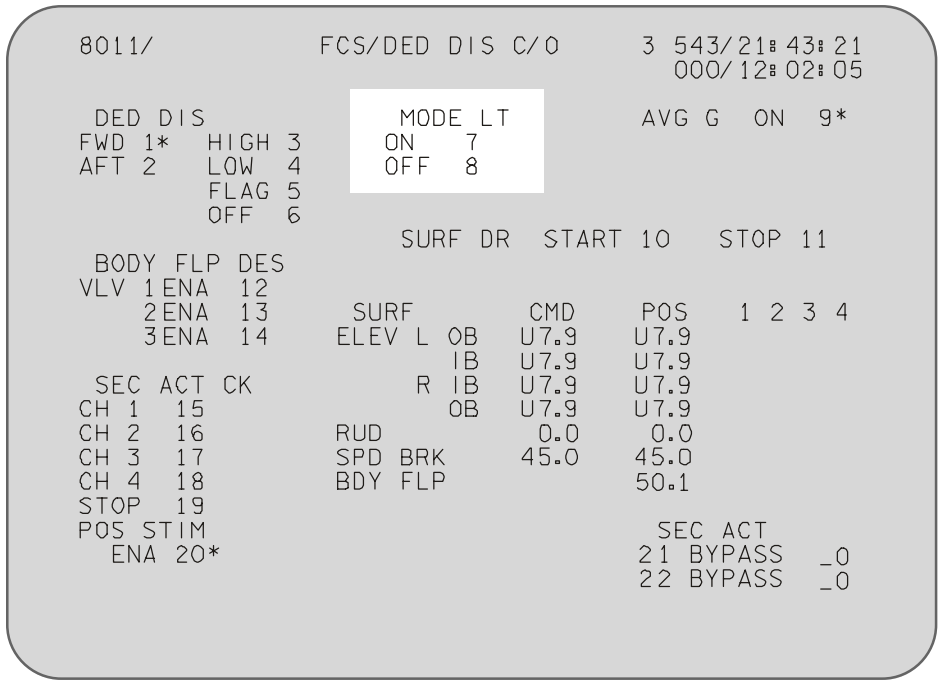 8011/ FCS/DED DIS C/O 3 543/21:43:21
000/12:02:05
DED DIS MODE LT AVG G ON 9*
FWD 1* HIGH 3 ON 7
AFT 2 LOW 4 OFF 8
FLAG 5
OFF 6
SURF DR START 10 STOP 11
BODY FLP DES
VLV 1 ENA 12
2 ENA 13 SURF CMD POS 1 2 3 4
3 ENA 14 ELEV L OB U7.9 U7.9
IB U7.9 U7.9
SEC ACT CK R IB U7.9 U7.9
CH 1 15 OB U7.9 U7.9
CH 2 16 RUD 0.0 0.0
CH 3 17 SPD BRK 45.0 45.0
CH 4 18 BDY FLP 50.1
STOP 19
POS STIM SEC ACT
ENA 20* 21 BYPASS _0
22 BYPASS _0